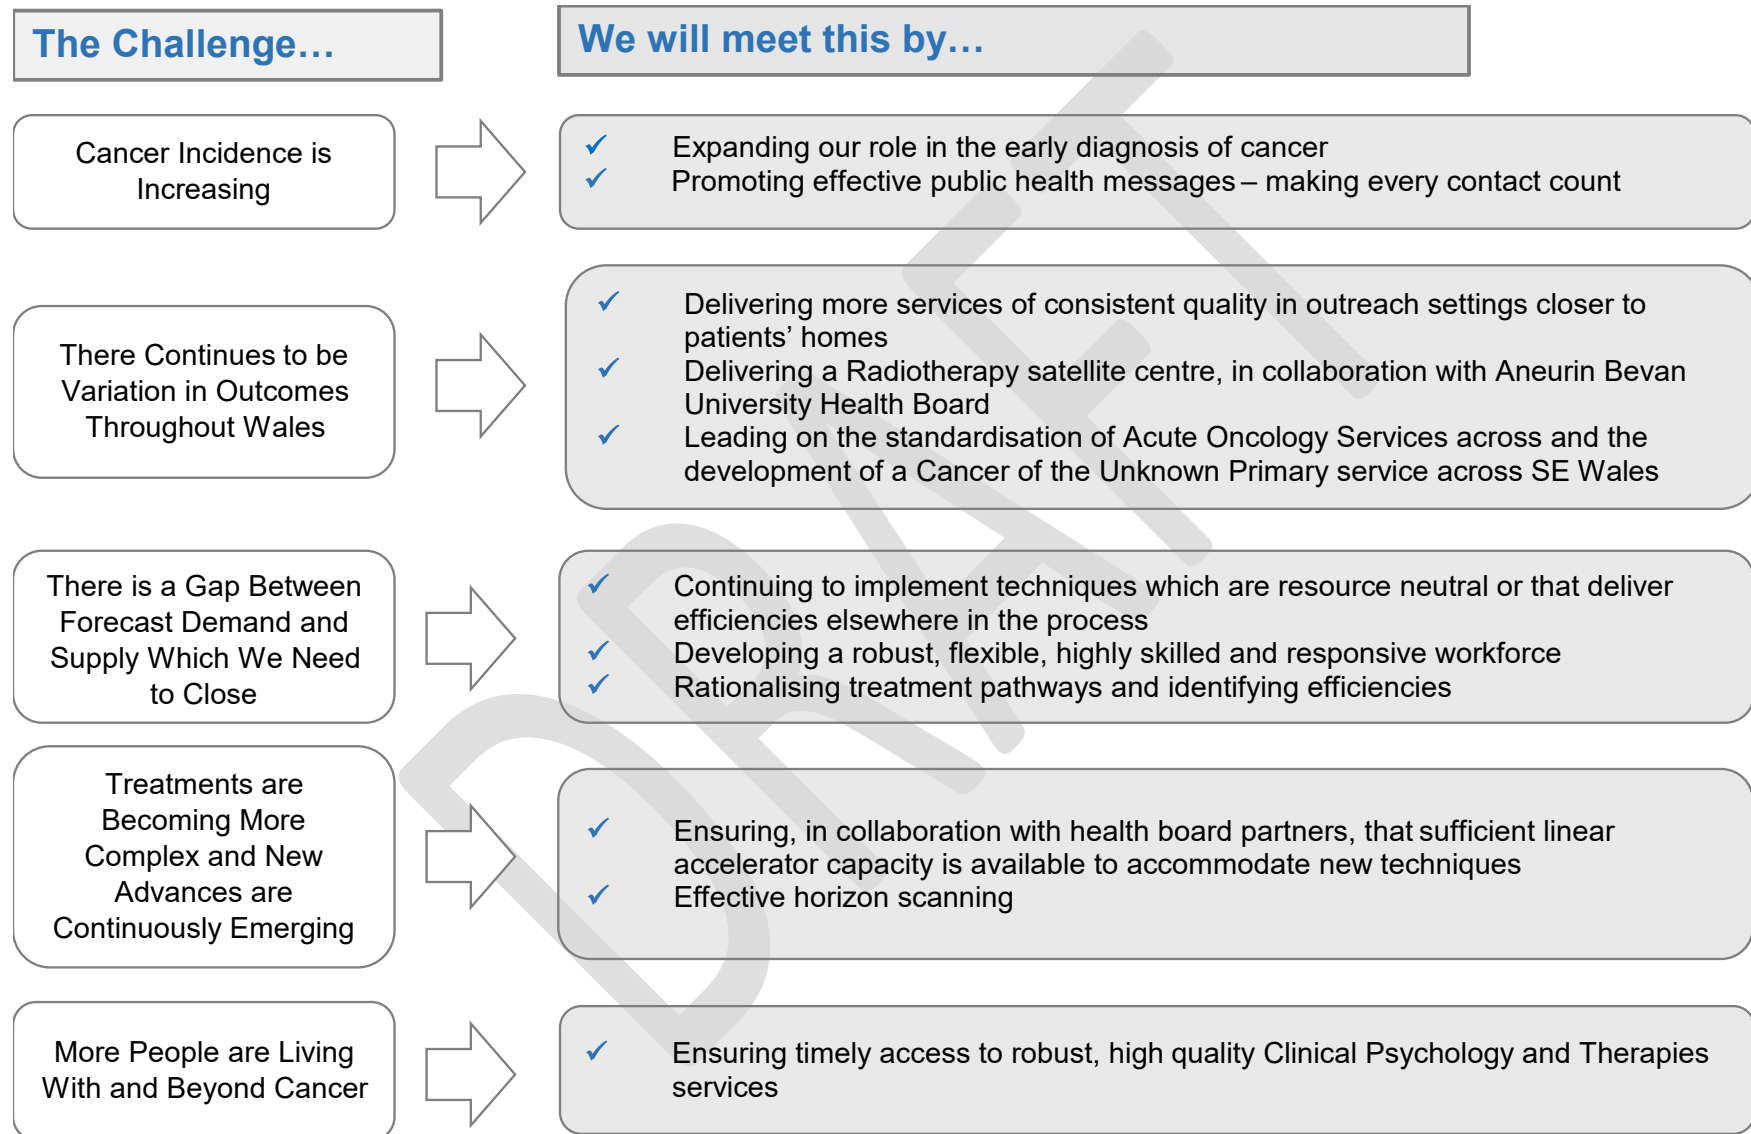 The Challenge…
We will meet this by…
Cancer Incidence is
Increasing
✓ Expanding our role in the early diagnosis of cancer
✓ Promoting effective public health messages – making every contact count
There Continues to be
Variation in Outcomes
Throughout Wales
✓ Delivering more services of consistent quality in outreach settings closer to
patients’ homes
✓ Delivering a Radiotherapy satellite centre, in collaboration with Aneurin Bevan
University Health Board
✓ Leading on the standardisation of Acute Oncology Services across and the
development of a Cancer of the Unknown Primary service across SE Wales
There is a Gap Between
Forecast Demand and
Supply Which We Need
to Close
✓ Continuing to implement techniques which are resource neutral or that deliver
efficiencies elsewhere in the process
✓ Developing a robust, flexible, highly skilled and responsive workforce
✓ Rationalising treatment pathways and identifying efficiencies
Treatments are
Becoming More
Complex and New
Advances are
Continuously Emerging
✓ Ensuring, in collaboration with health board partners, that sufficient linear
accelerator capacity is available to accommodate new techniques
✓ Effective horizon scanning
More People are Living
With and Beyond Cancer
✓ Ensuring timely access to robust, high quality Clinical Psychology and Therapies
services
DRAFT